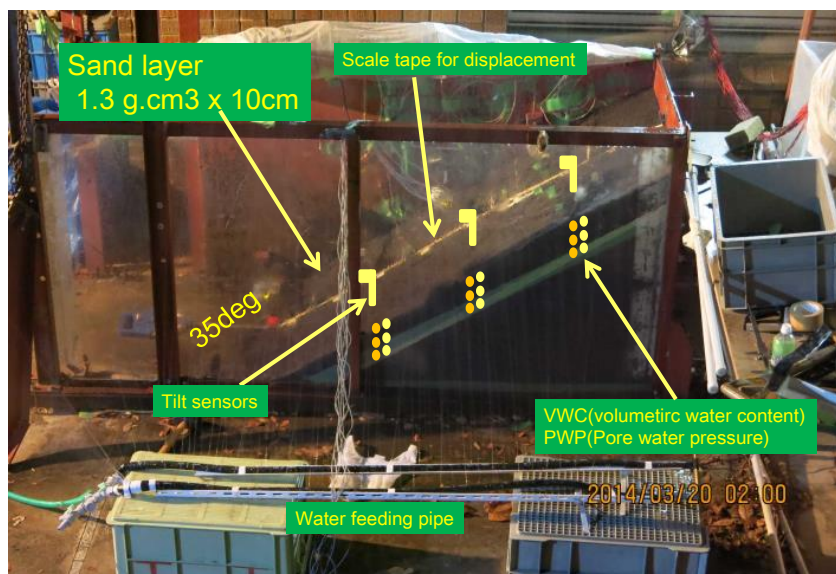 Sand layer
1.3 g.cm3 x 10cm
Scale tape for displacement
35deg.
Tilt sensors
VWC(volumetirc water content)
PWP(Pore water pressure)
2014/03/20 02:00
Water feeding pipe